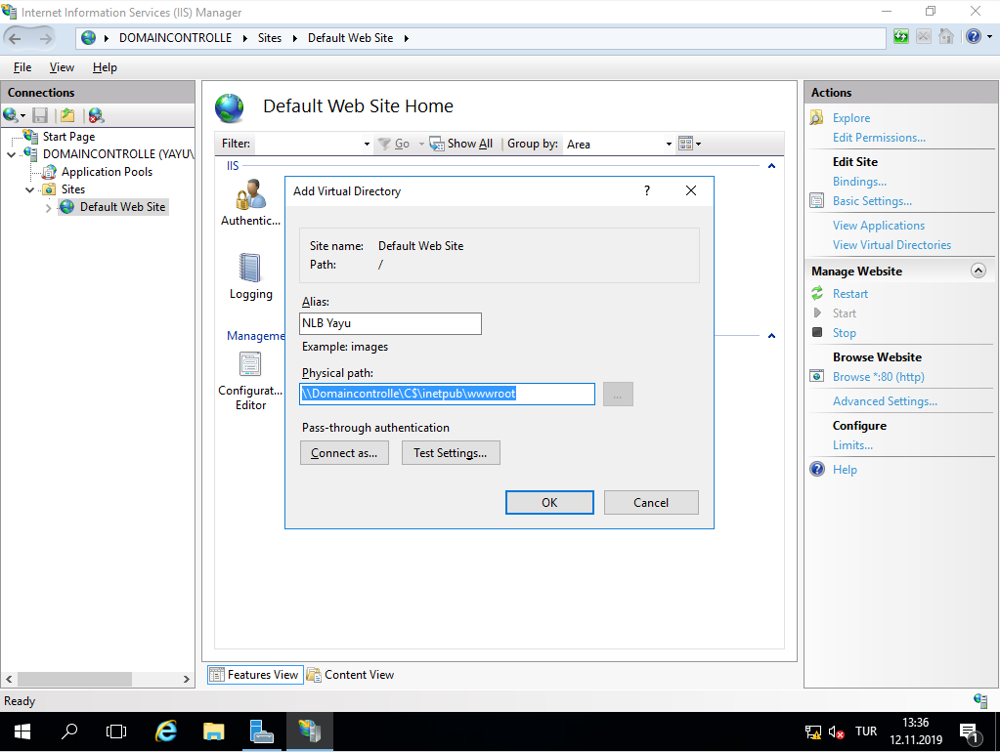 Internet Information Services (IIS) Manager
DOMAINCONTROLLE Sites Default Web Site
File View Help
Connections
Start Page
DOMAINCONTROLLE (YAYU\
Application Pools
Sites
Default Web Site
Default Web Site Home
Filter: Go Show All Group by: Area
IIS
Authentic...
Logging
Manageme
Configurat...
Editor
Add Virtual Directory
?
Site name: Default Web Site
Path: /
Alias:
NLB Yayu
Example: images
Physical path:
\\Domaincontrolle\C$\inetpub\wwwroot
...
Pass-through authentication
Connect as... Test Settings...
OK Cancel
Features View Content View
Actions
Explore
Edit Permissions...
Edit Site
Bindings...
Basic Settings...
View Applications
View Virtual Directories
Manage Website
Restart
Start
Stop
Browse Website
Browse *:80 (http)
Advanced Settings...
Configure
Limits...
Help
Ready
TUR
13:36
12.11.2019
1